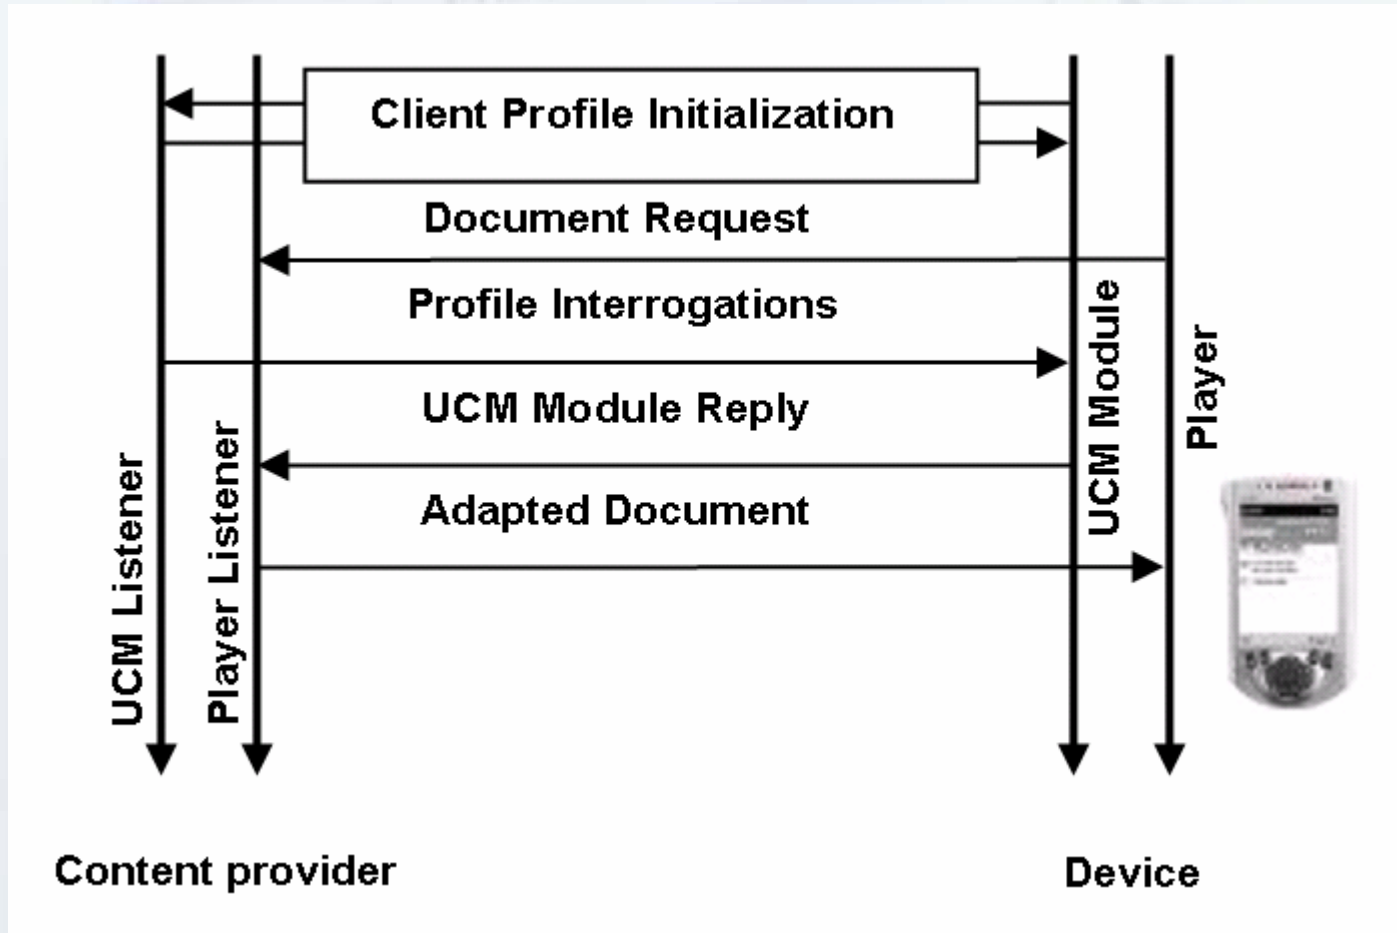 Client Profile Initialization
Document Request
Profile Interrogations
UCM Module Reply
Adapted Document
UCM Listener
Player Listener
UCM Module
Player
Content provider
Device